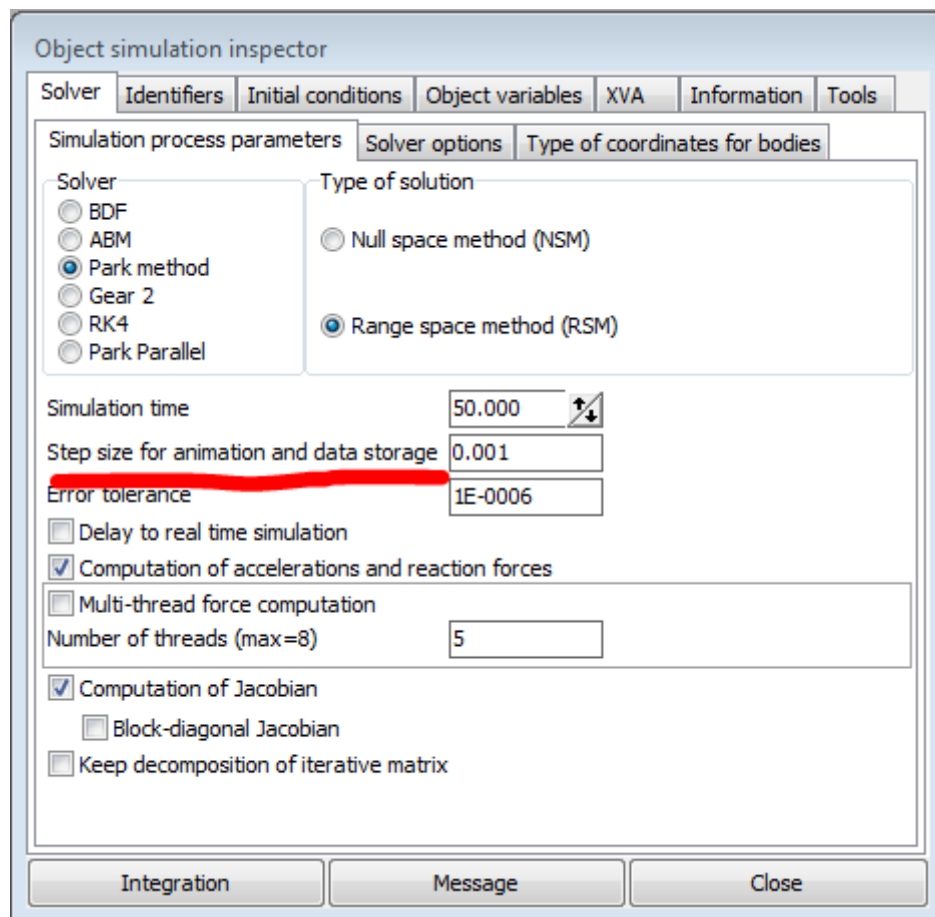 Object simulation inspector
Solver Identifiers Initial conditions Object variables XVA Information Tools
Simulation process parameters Solver options Type of coordinates for bodies
Solver Type of solution
BDF
ABM Null space method (NSM)
Park method
Gear 2
RK4 Range space method (RSM)
Park Parallel
Simulation time 50.000
Step size for animation and data storage 0.001
Error tolerance 1E-0006
Delay to real time simulation
Computation of accelerations and reaction forces
Multi-thread force computation
Number of threads (max=8) 5
Computation of Jacobian
Block-diagonal Jacobian
Keep decomposition of iterative matrix
Integration Message Close